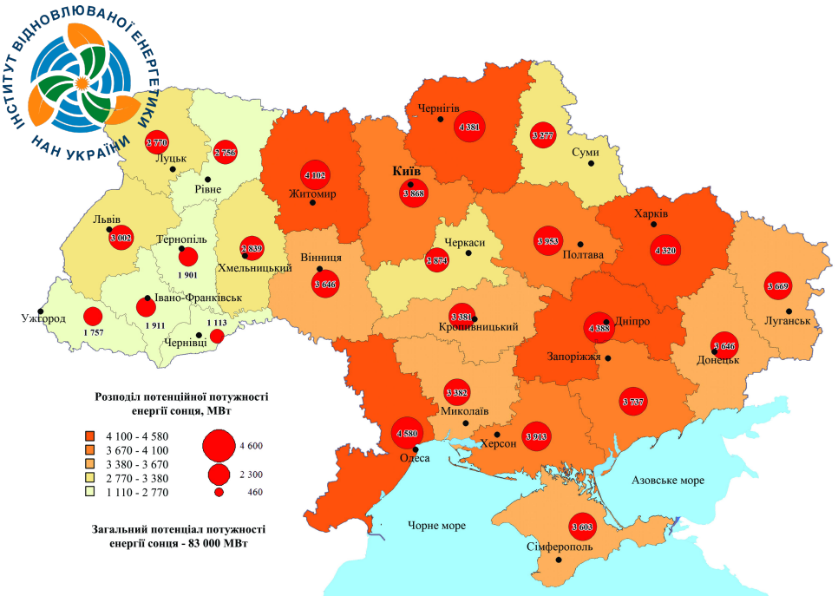 ІНСТИТУТ ВІДНОВЛЮВАНОЇ ЕНЕРГЕТИКИ
НАН УКРАЇНИ
Чернігів
4 381
3 277
Суми
2 770
Луцьк
2 756
Рівне
4 102
Житомир
Київ
3 868
Львів
3 002
Тернопіль
1 901
2 839
Хмельницький
Вінниця
3 646
Черкаси
2 874
3 953
Полтава
Харків
4 320
3 669
Луганськ
Ужгород
1 757
Івано-Франківськ
1 911
1 113
Чернівці
3 381
Кропивницький
4 388
Дніпро
Запоріжжя
3 646
Донецьк
3 382
Миколаїв
3 737
4 580
Одеса
Херсон
3 913
Азовське море
Чорне море
3 603
Сімферополь
Розподіл потенційної потужності
енергії сонця, МВт
4 100 - 4 580
3 670 - 4 100
3 380 - 3 670
2 770 - 3 380
1 110 - 2 770
4 600
2 300
460
Загальний потенціал потужності
енергії сонця - 83 000 МВт